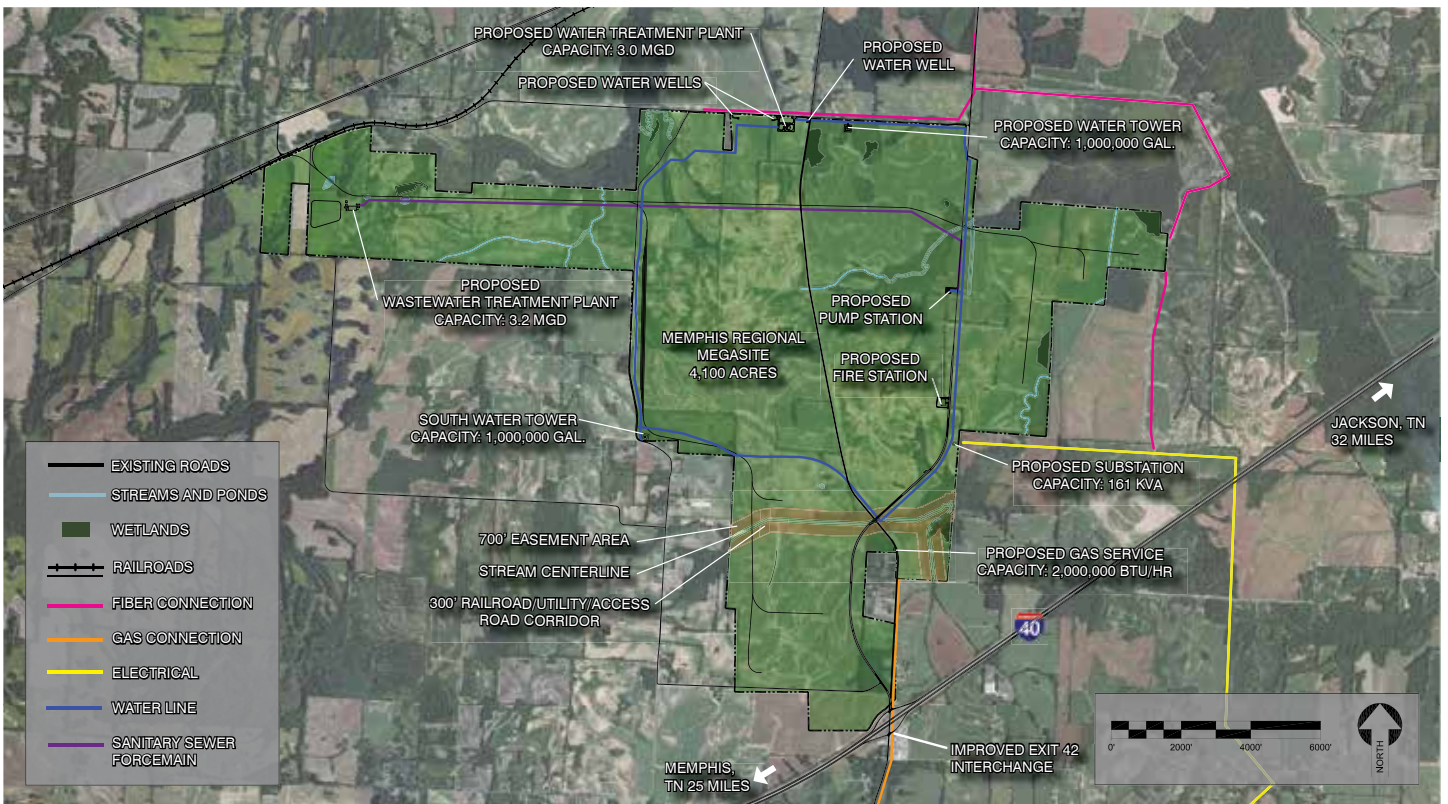 PROPOSED WATER TREATMENT PLANT
CAPACITY: 3.0 MGD
PROPOSED
WATER WELL
PROPOSED WATER WELLS
PROPOSED WATER TOWER
CAPACITY: 1,000,000 GAL.
PROPOSED
WASTEWATER TREATMENT PLANT
CAPACITY: 3.2 MGD
PROPOSED
PUMP STATION
MEMPHIS REGIONAL
MEGASITE
4,100 ACRES
PROPOSED
FIRE STATION
SOUTH WATER TOWER
CAPACITY: 1,000,000 GAL.
JACKSON, TN
32 MILES
PROPOSED SUBSTATION
CAPACITY: 161 KVA
700' EASEMENT AREA
STREAM CENTERLINE
300' RAILROAD/UTILITY/ACCESS
ROAD CORRIDOR
PROPOSED GAS SERVICE
CAPACITY: 2,000,000 BTU/HR
40
IMPROVED EXIT 42
INTERCHANGE
MEMPHIS,
TN 25 MILES
EXISTING ROADS
STREAMS AND PONDS
WETLANDS
RAILROADS
FIBER CONNECTION
GAS CONNECTION
ELECTRICAL
WATER LINE
SANITARY SEWER
FORCEMAIN
0' 2000' 4000' 6000'
NORTH